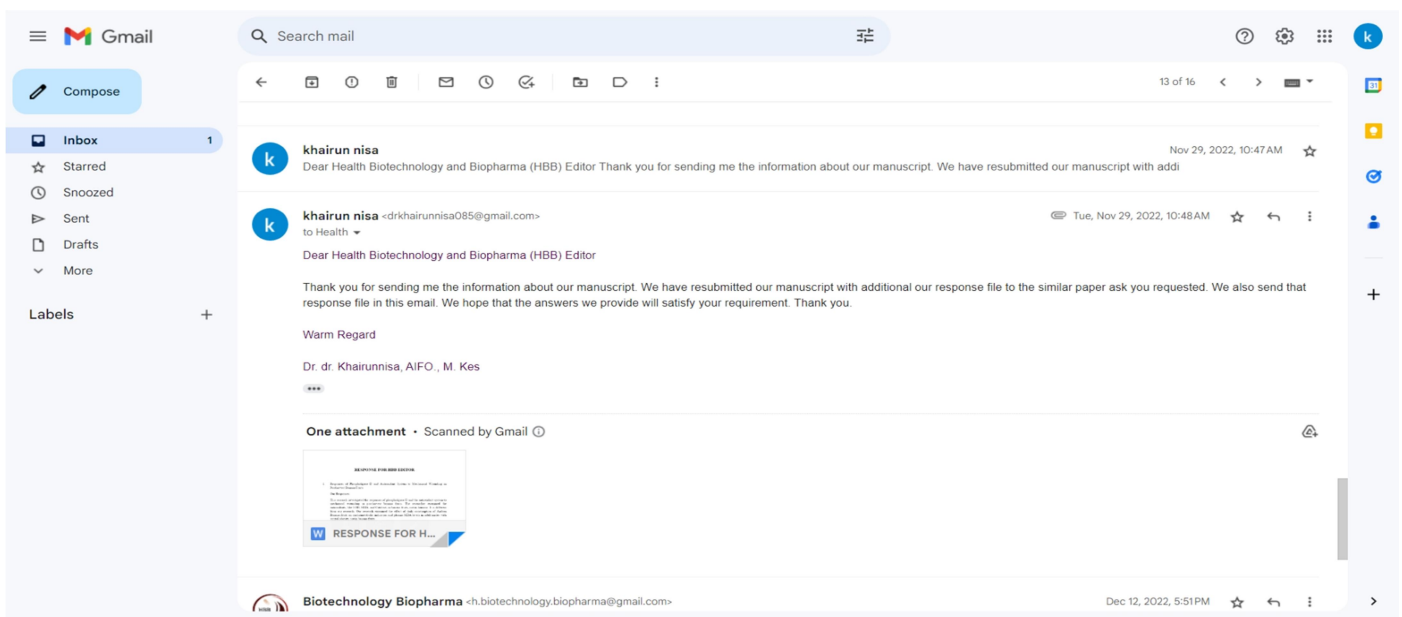 Gmail
Search mail
Compose
13 of 16
Inbox 1
Starred
Snoozed
Sent
Drafts
More
Labels
khairun nisa Nov 29, 2022, 10:47 AM
Dear Health Biotechnology and Biopharma (HBB) Editor Thank you for sending me the information about our manuscript. We have resubmitted our manuscript with addi
khairun nisa <drkhairunnisa085@gmail.com> Tue, Nov 29, 2022, 10:48 AM
to Health
Dear Health Biotechnology and Biopharma (HBB) Editor
Thank you for sending me the information about our manuscript. We have resubmitted our manuscript with additional our response file to the similar paper ask you requested. We also send that
response file in this email. We hope that the answers we provide will satisfy your requirement. Thank you.
Warm Regard
Dr. dr. Khairunnisa, AIFO., M. Kes
One attachment • Scanned by Gmail
RESPONSE FOR HBB EDITOR
W RESPONSE FOR H...
Biotechnology Biopharma <h.biotechnology.biopharma@gmail.com> Dec 12, 2022, 5:51 PM
k
k
k
31